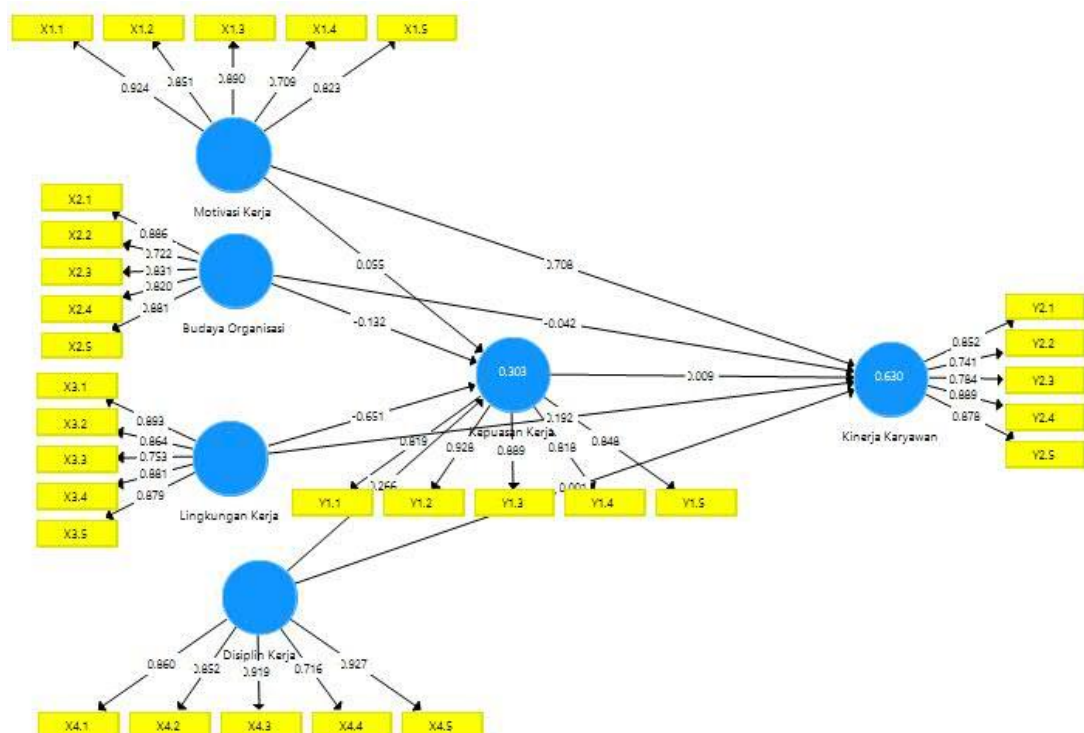 X1.1 X1.2 X1.3 X1.4 X1.5
0.924 0.851 0.890 0.709 0.823
Motivasi Kerja
X2.1
X2.2
X2.3
X2.4
X2.5
0.886
0.722
0.831
0.820
0.881
Budaya Organisasi
0.055
0.708
-0.132
-0.042
X3.1
X3.2
X3.3
X3.4
X3.5
0.893
0.864
0.753
0.881
0.879
Lingkungan Kerja
-0.651
0.303
Kepuasan Kerja
0.009
0.192
0.630
Kinerja Karyawan
Y2.1
Y2.2
Y2.3
Y2.4
Y2.5
0.852
0.741
0.784
0.889
0.878
0.819 0.928 0.889 0.818 0.848
Y1.1 Y1.2 Y1.3 Y1.4 Y1.5
0.266
0.001
Disiplin Kerja
0.860 0.852 0.919 0.716 0.927
X4.1 X4.2 X4.3 X4.4 X4.5